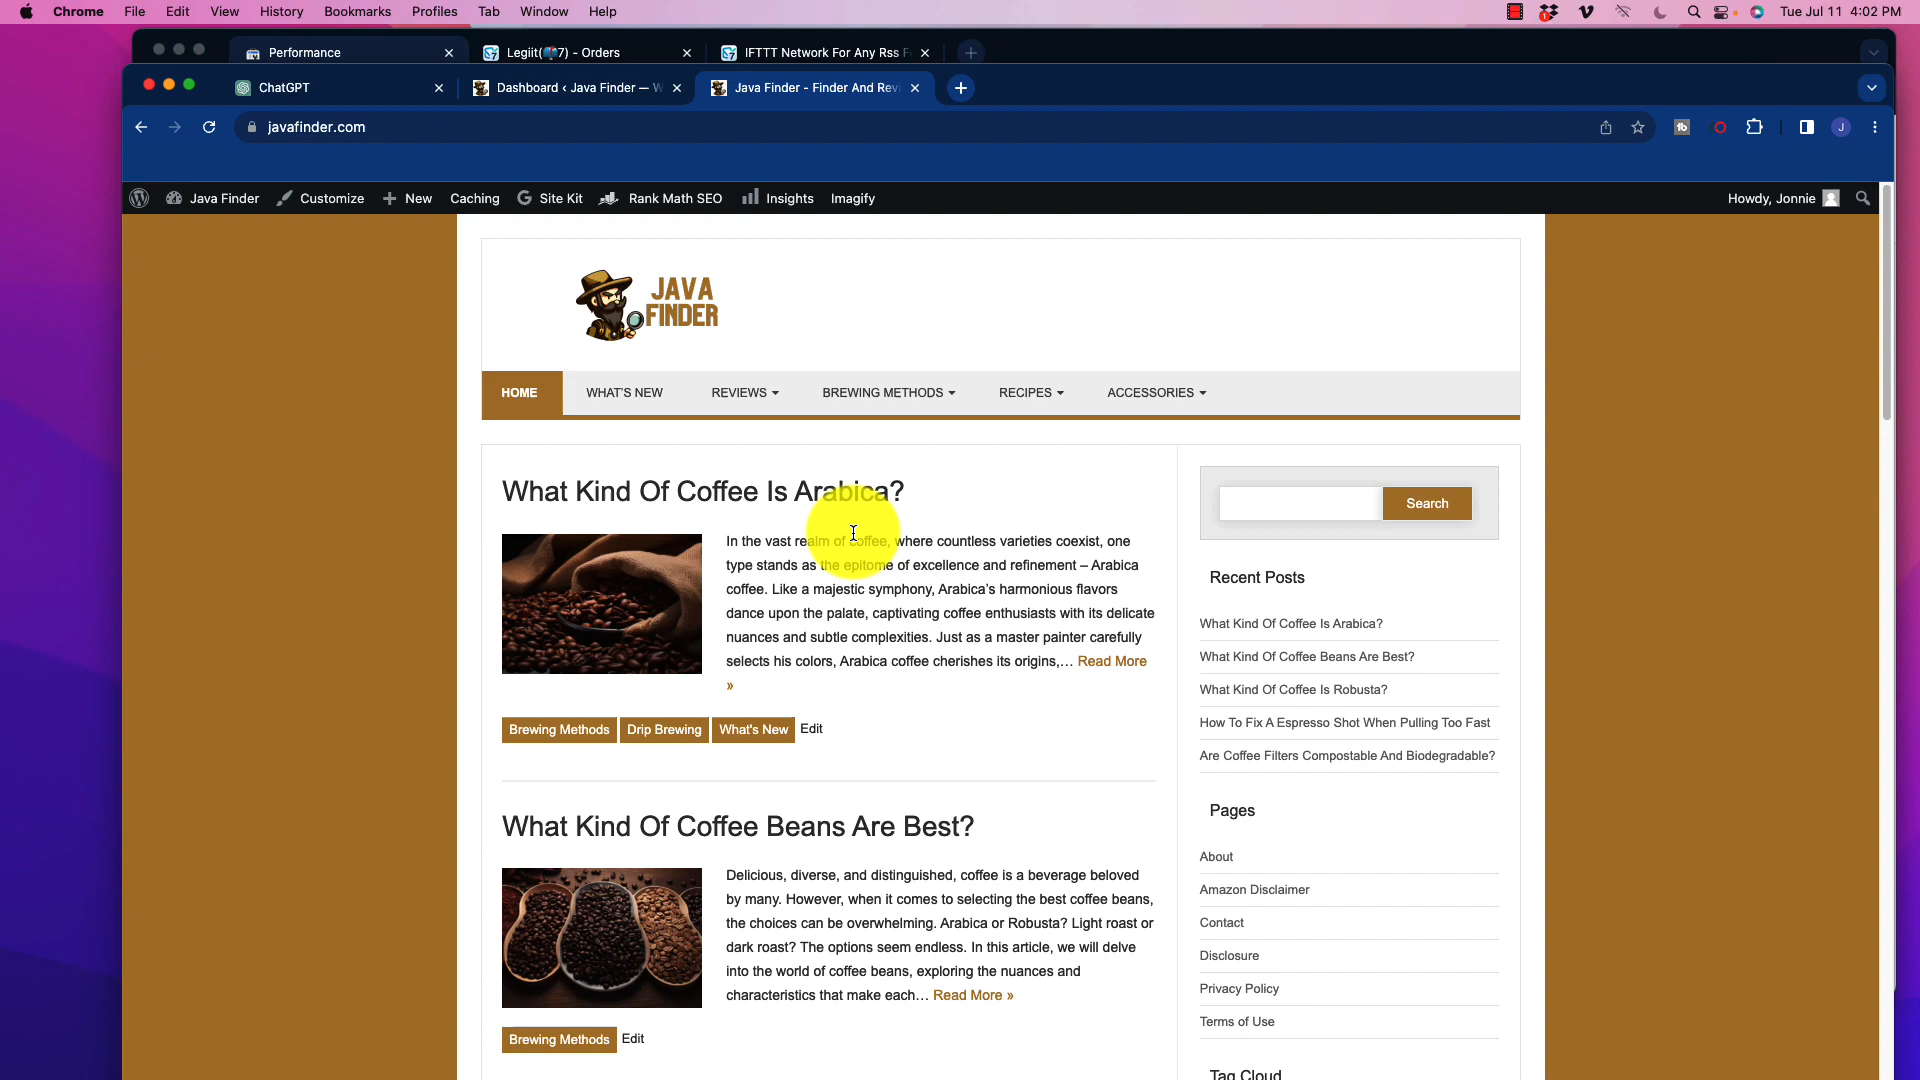 Chrome File Edit View History Bookmarks Profiles Tab Window Help Tue Jul 11 4:02 PM
Performance Legiit(7) - Orders IFTTT Network For Any Rss F
ChatGPT Dashboard ‹ Java Finder — W Java Finder - Finder And Revi
javafinder.com
Java Finder Customize New Caching Site Kit Rank Math SEO Insights Imagify Howdy, Jonnie
JAVA
FINDER
HOME WHAT'S NEW REVIEWS BREWING METHODS RECIPES ACCESSORIES
What Kind Of Coffee Is Arabica?
In the vast realm of coffee, where countless varieties coexist, one
type stands as the epitome of excellence and refinement – Arabica
coffee. Like a majestic symphony, Arabica's harmonious flavors
dance upon the palate, captivating coffee enthusiasts with its delicate
nuances and subtle complexities. Just as a master painter carefully
selects his colors, Arabica coffee cherishes its origins,… Read More
»
Brewing Methods Drip Brewing What's New Edit
What Kind Of Coffee Beans Are Best?
Delicious, diverse, and distinguished, coffee is a beverage beloved
by many. However, when it comes to selecting the best coffee beans,
the choices can be overwhelming. Arabica or Robusta? Light roast or
dark roast? The options seem endless. In this article, we will delve
into the world of coffee beans, exploring the nuances and
characteristics that make each… Read More »
Brewing Methods Edit
Search
Recent Posts
What Kind Of Coffee Is Arabica?
What Kind Of Coffee Beans Are Best?
What Kind Of Coffee Is Robusta?
How To Fix A Espresso Shot When Pulling Too Fast
Are Coffee Filters Compostable And Biodegradable?
Pages
About
Amazon Disclaimer
Contact
Disclosure
Privacy Policy
Terms of Use
Tag Cloud